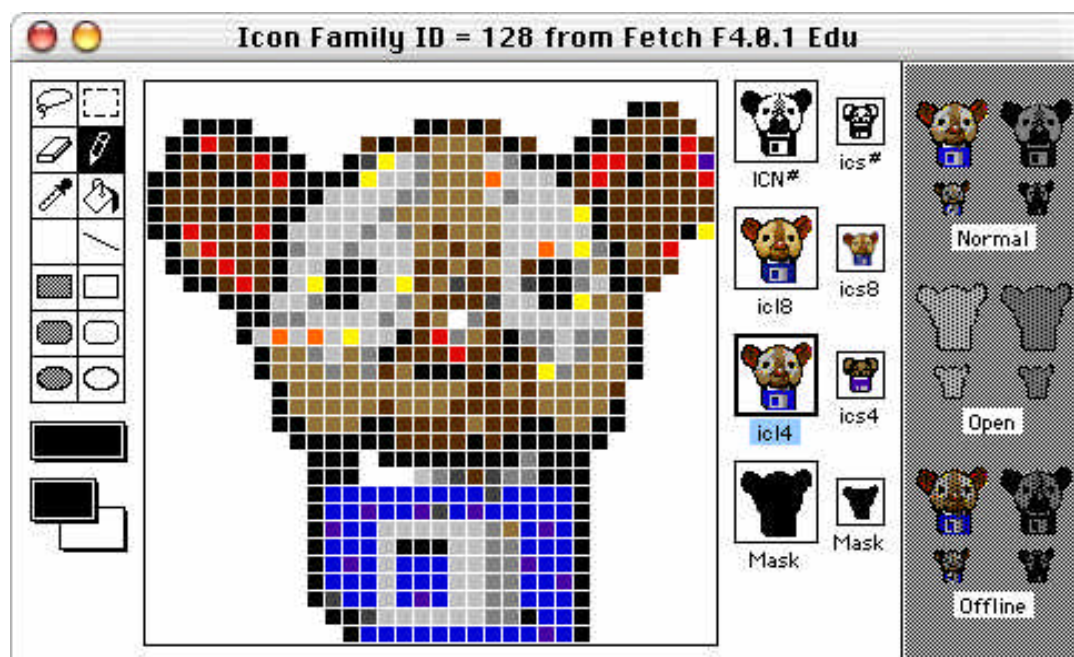 Icon Family ID = 128 from Fetch F4.0.1 Edu
ICN#
ics#
Normal
icl8
ics8
icl4
ics4
Open
Mask
Mask
Offline